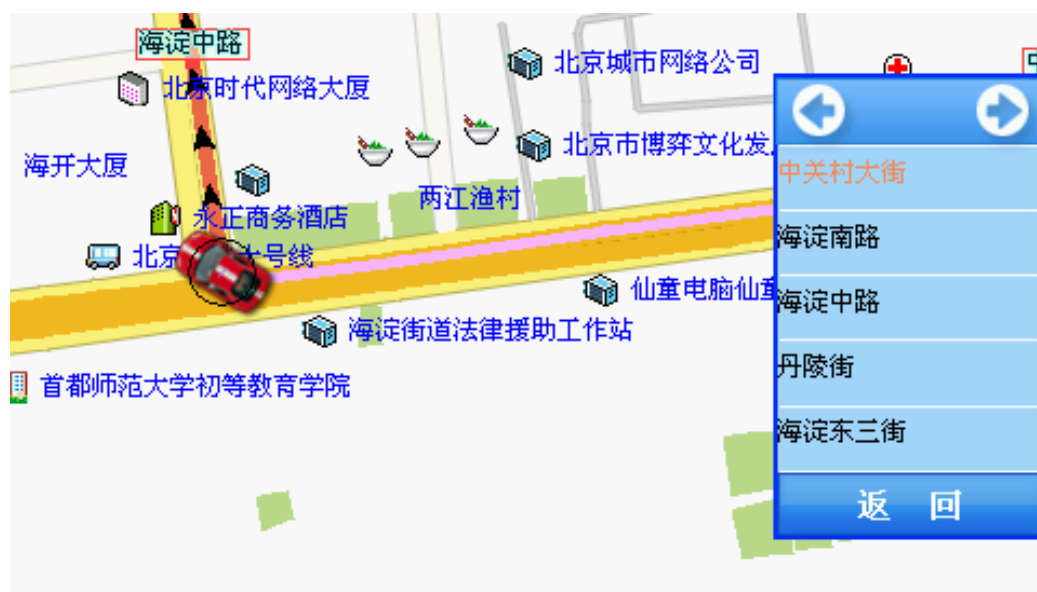 海淀中路
北京城市网络公司
北京时代网络大厦
北京市博弈文化发
海开大厦
中关村大街
两江渔村
永正商务酒店
海淀南路
北京
号线
仙童电脑仙童
海淀中路
海淀街道法律援助工作站
丹陵街
首都师范大学初等教育学院
海淀东三街
返 回